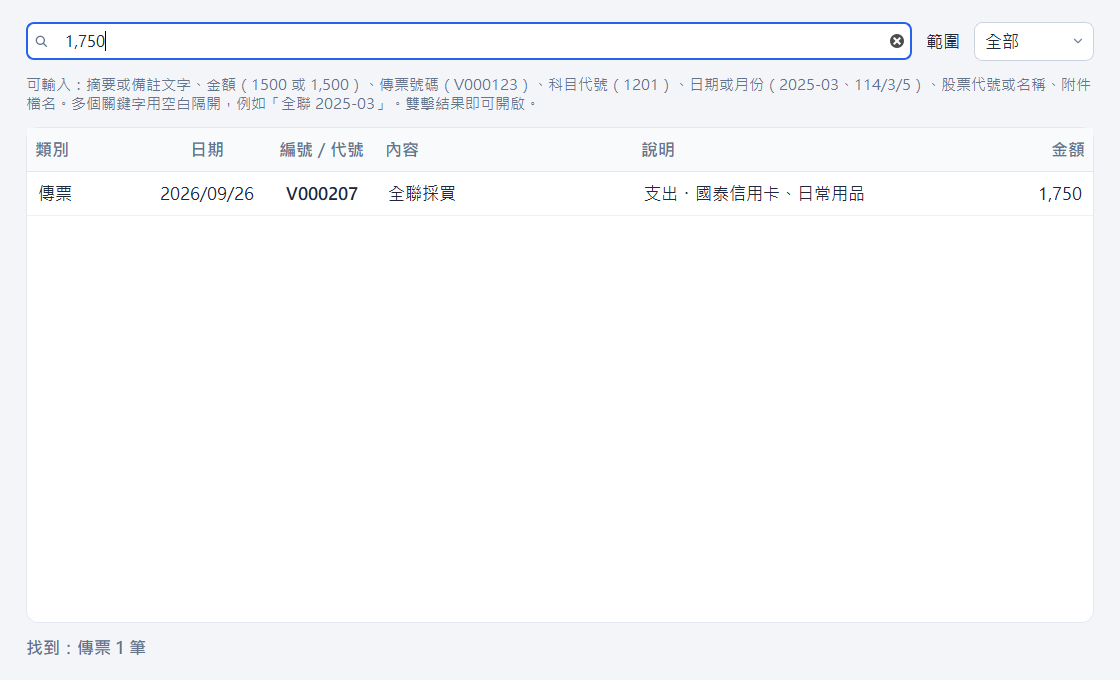 1,750 範圍 全部
可輸入：摘要或備註文字、金額（1500 或 1,500）、傳票號碼（V000123）、科目代號（1201）、日期或月份（2025-03、114/3/5）、股票代號或名稱、附件
檔名。多個關鍵字用空白隔開，例如「全聯 2025-03」。雙擊結果即可開啟。
類別 日期 編號 / 代號 內容 說明 金額
傳票 2026/09/26 V000207 全聯採買 支出．國泰信用卡、日常用品 1,750
找到：傳票 1 筆